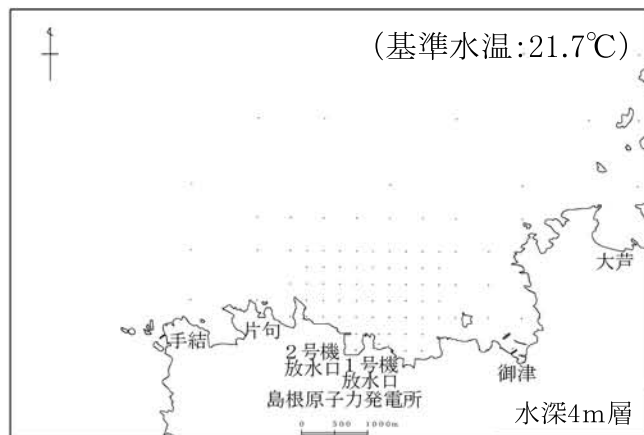 (基準水温:21.7℃)
大芦
手結
片句
2号機
放水口
1号機
放水口
御津
島根原子力発電所
水深4m層
0 500 1000m